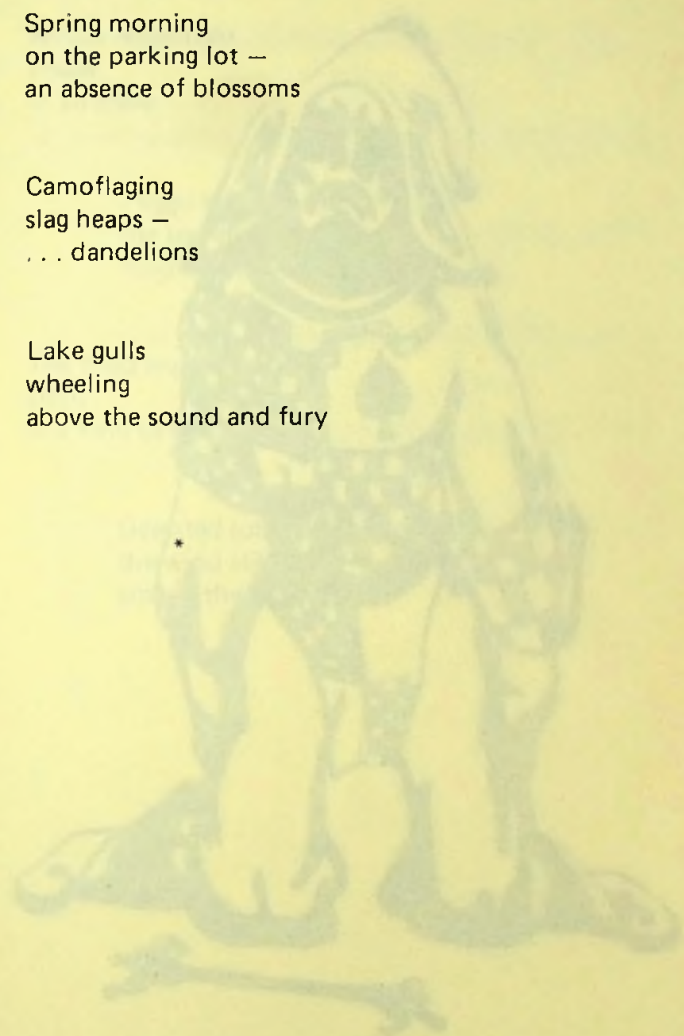 Spring morning
on the parking lot —
an absence of blossoms
Camoflaging
slag heaps —
. . . dandelions
Lake gulls
wheeling
above the sound and fury
*